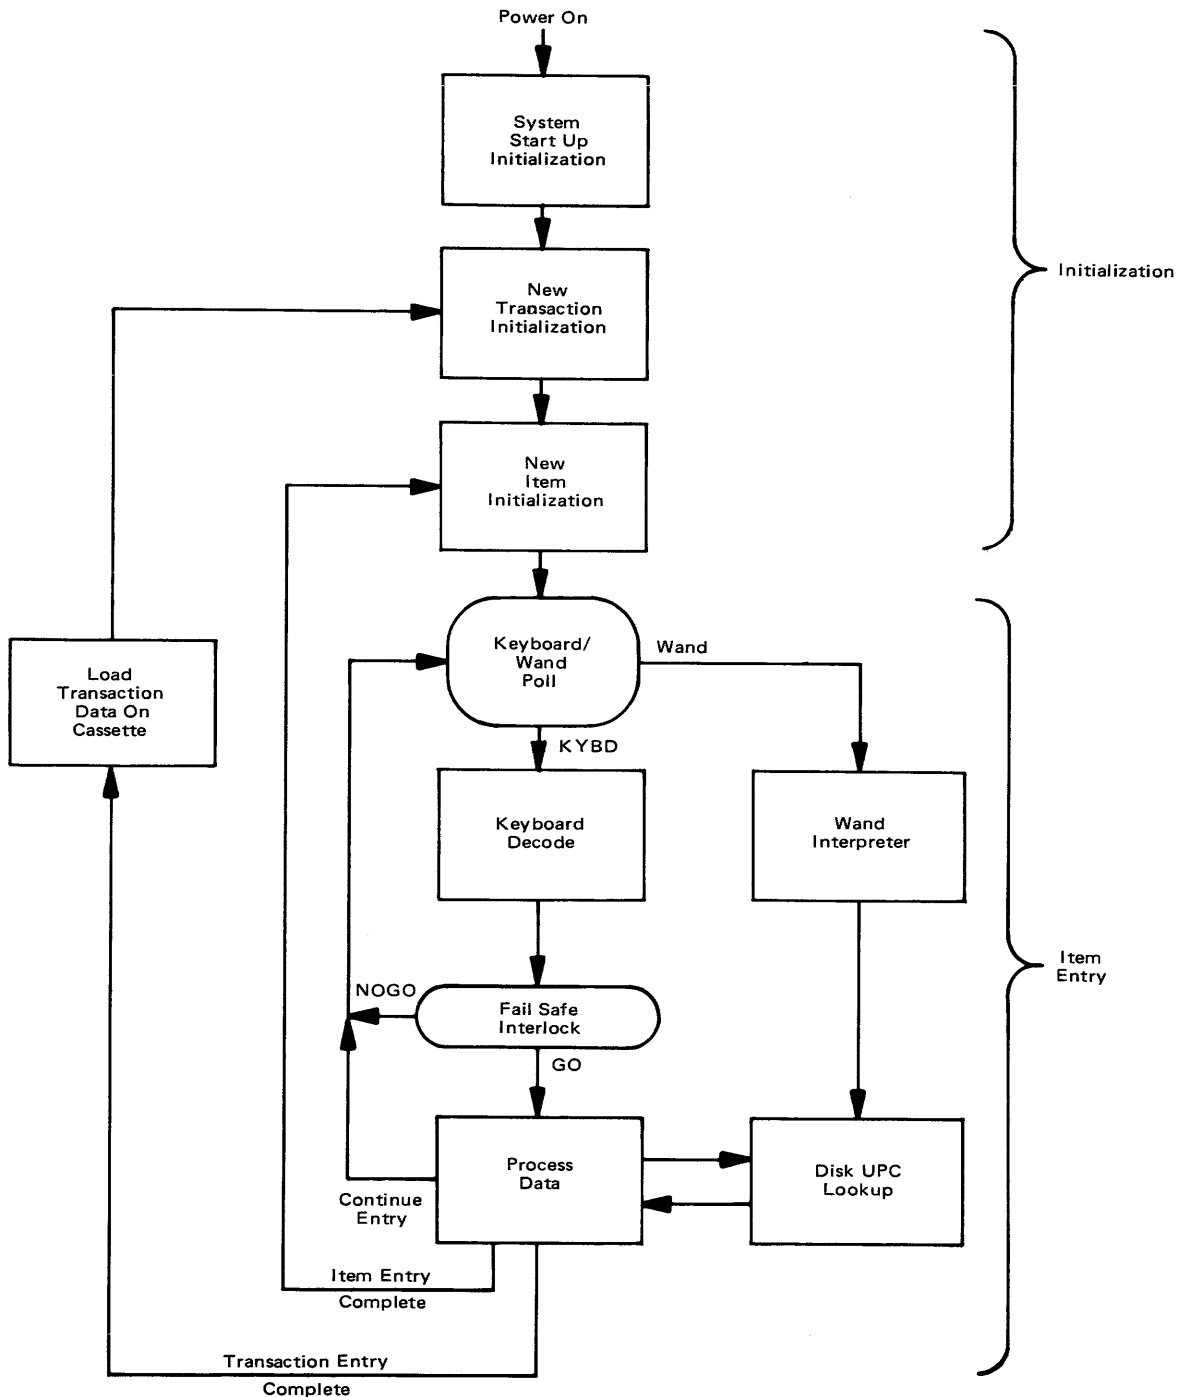 Power On
System
Start Up
Initialization
New
Transaction
Initialization
Initialization
New
Item
Initialization
Keyboard/
Wand
Poll
Wand
Load
Transaction
Data On
Cassette
KYBD
Keyboard
Decode
Wand
Interpreter
Item
Entry
NOGO
Fail Safe
Interlock
GO
Process
Data
Disk UPC
Lookup
Continue
Entry
Item Entry
Complete
Transaction Entry
Complete